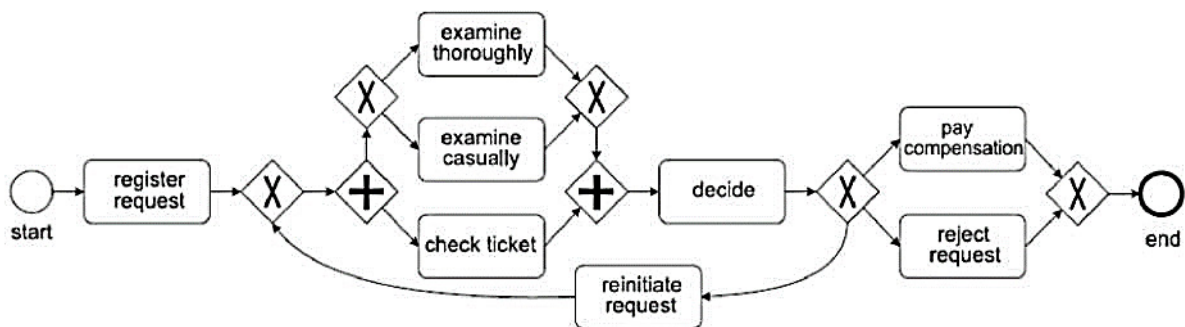 examine
thoroughly
examine
casually
pay
compensation
register
request
decide
start
check ticket
reject
request
end
reinitiate
request